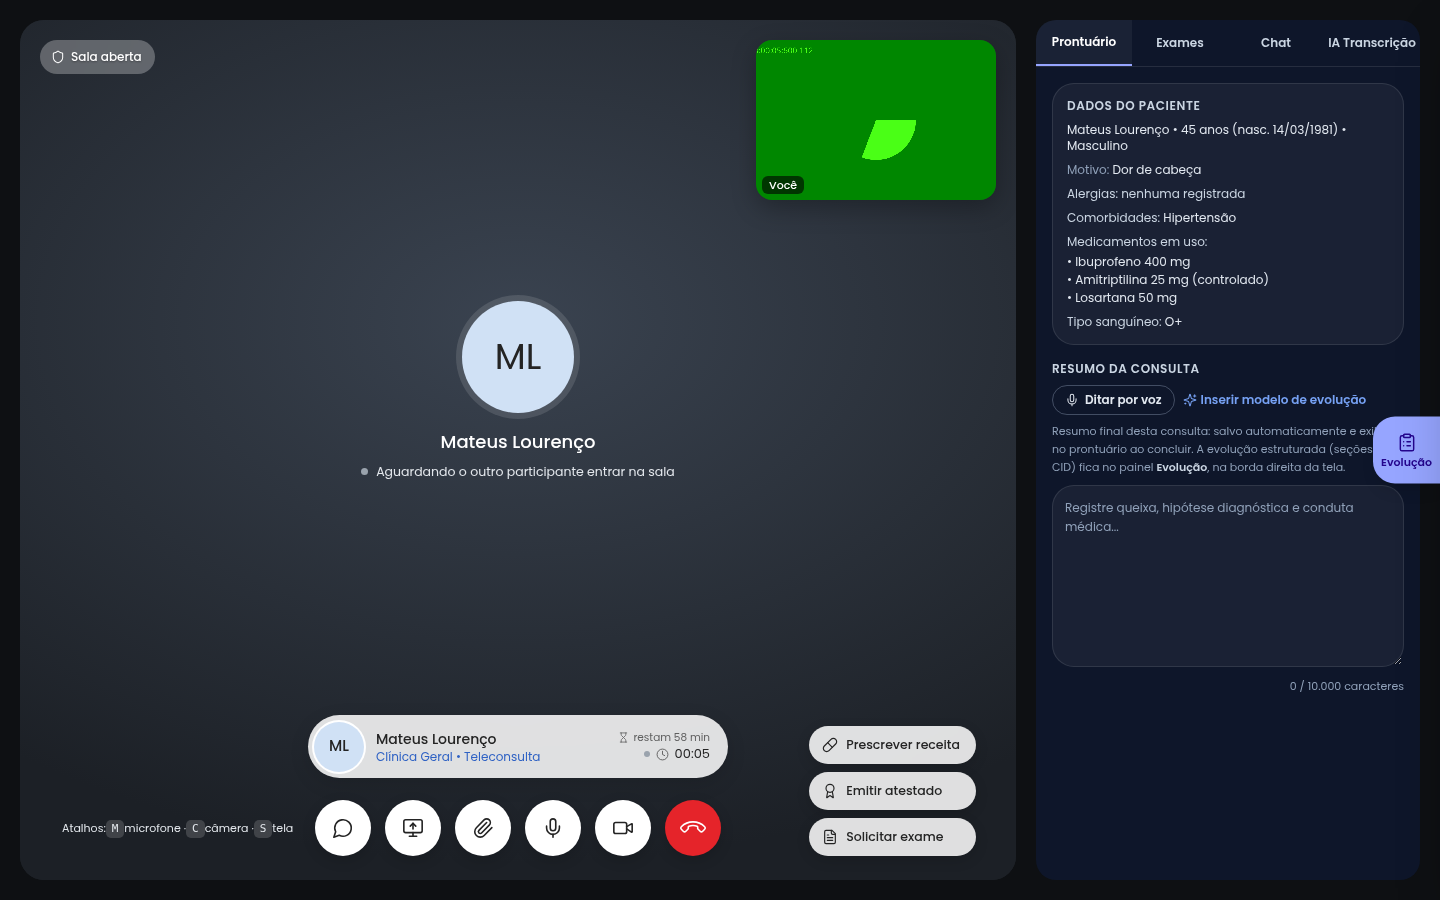 Sala aberta
Você
ML
Mateus Lourenço
Aguardando o outro participante entrar na sala
ML
Mateus Lourenço
Clínica Geral • Teleconsulta
restam 58 min
00:05
Atalhos: M microfone · C câmera · S tela
Prescrever receita
Emitir atestado
Solicitar exame
Prontuário
Exames
Chat
IA Transcrição
DADOS DO PACIENTE
Mateus Lourenço • 45 anos (nasc. 14/03/1981) •
Masculino
Motivo: Dor de cabeça
Alergias: nenhuma registrada
Comorbidades: Hipertensão
Medicamentos em uso:
• Ibuprofeno 400 mg
• Amitriptilina 25 mg (controlado)
• Losartana 50 mg
Tipo sanguíneo: O+
RESUMO DA CONSULTA
Ditar por voz
Inserir modelo de evolução
Resumo final desta consulta: salvo automaticamente e
no prontuário ao concluir. A evolução estruturada (seções
CID) fica no painel Evolução, na borda direita da tela.
Evolução
Registre queixa, hipótese diagnóstica e conduta
médica...
0 / 10.000 caracteres